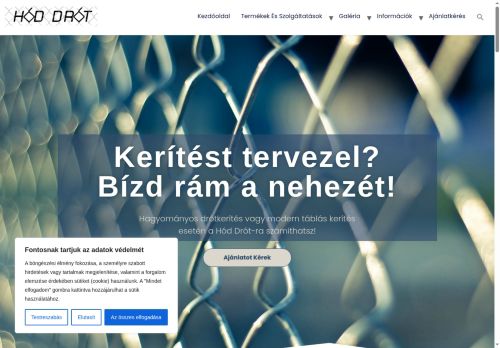 HÓD DRÓT
Kezdőoldal Termékek És Szolgáltatások Galéria Információk Ajánlatkérés
Kerítést tervezel?
Bízd rám a nehezét!
Hagyományos drótkerítés vagy modern táblás kerítés
esetén a Hód Drót-ra számíthatsz!
Ajánlatot Kérek
Fontosnak tartjuk az adatok védelmét
A böngészési élmény fokozása, a személyre szabott
hirdetések vagy tartalmak megjelenítése, valamint a forgalom
elemzése érdekében sütiket (cookie) használunk. A "Mindet
elfogadom" gombra kattintva hozzájárulhat a sütik
használatához.
Testreszabás Elutasít Az összes elfogadása